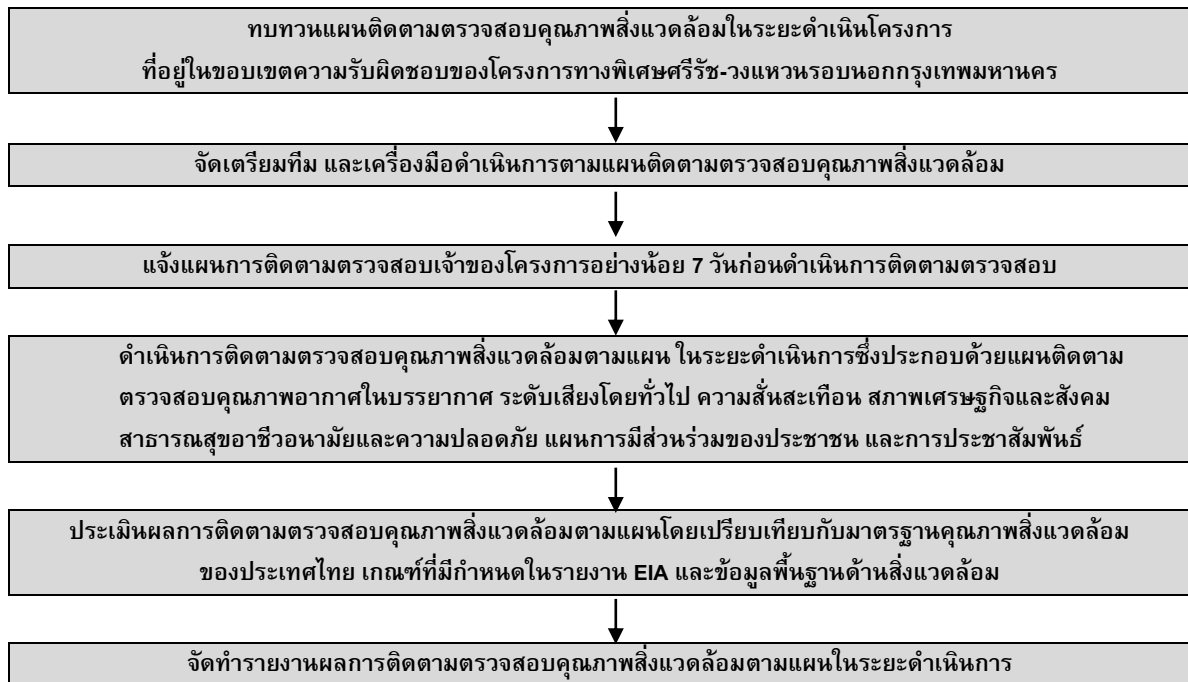 ทบทวนแผนติดตามตรวจสอบคุณภาพสิ่งแวดล้อมในระยะดำเนินโครงการ
ที่อยู่ในขอบเขตความรับผิดชอบของโครงการทางพิเศษศรีรัช-วงแหวนรอบนอกกรุงเทพมหานคร
จัดเตรียมทีม และเครื่องมือดำเนินการตามแผนติดตามตรวจสอบคุณภาพสิ่งแวดล้อม
แจ้งแผนการติดตามตรวจสอบเจ้าของโครงการอย่างน้อย 7 วันก่อนดำเนินการติดตามตรวจสอบ
ดำเนินการติดตามตรวจสอบคุณภาพสิ่งแวดล้อมตามแผน ในระยะดำเนินการซึ่งประกอบด้วยแผนติดตาม
ตรวจสอบคุณภาพอากาศในบรรยากาศ ระดับเสียงโดยทั่วไป ความสั่นสะเทือน สภาพเศรษฐกิจและสังคม
สาธารณสุขอาชีวอนามัยและความปลอดภัย แผนการมีส่วนร่วมของประชาชน และการประชาสัมพันธ์
ประเมินผลการติดตามตรวจสอบคุณภาพสิ่งแวดล้อมตามแผนโดยเปรียบเทียบกับมาตรฐานคุณภาพสิ่งแวดล้อม
ของประเทศไทย เกณฑ์ที่มีกำหนดในรายงาน EIA และข้อมูลพื้นฐานด้านสิ่งแวดล้อม
จัดทำรายงานผลการติดตามตรวจสอบคุณภาพสิ่งแวดล้อมตามแผนในระยะดำเนินการ